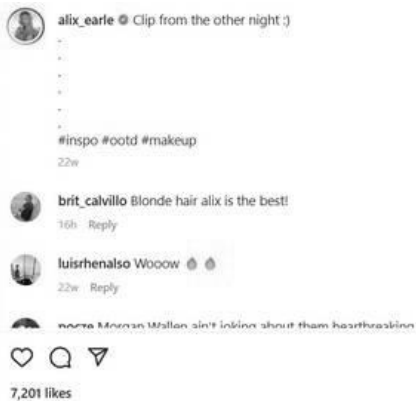 alix_earle Clip from the other night :)
.
.
.
.
.
.
#inspo #ootd #makeup
22w
brit_calvillo Blonde hair alix is the best!
16h Reply
luisrhenalso Wooow
22w Reply
Morgan Wallen ain't joking about them heartbreaking
7,201 likes